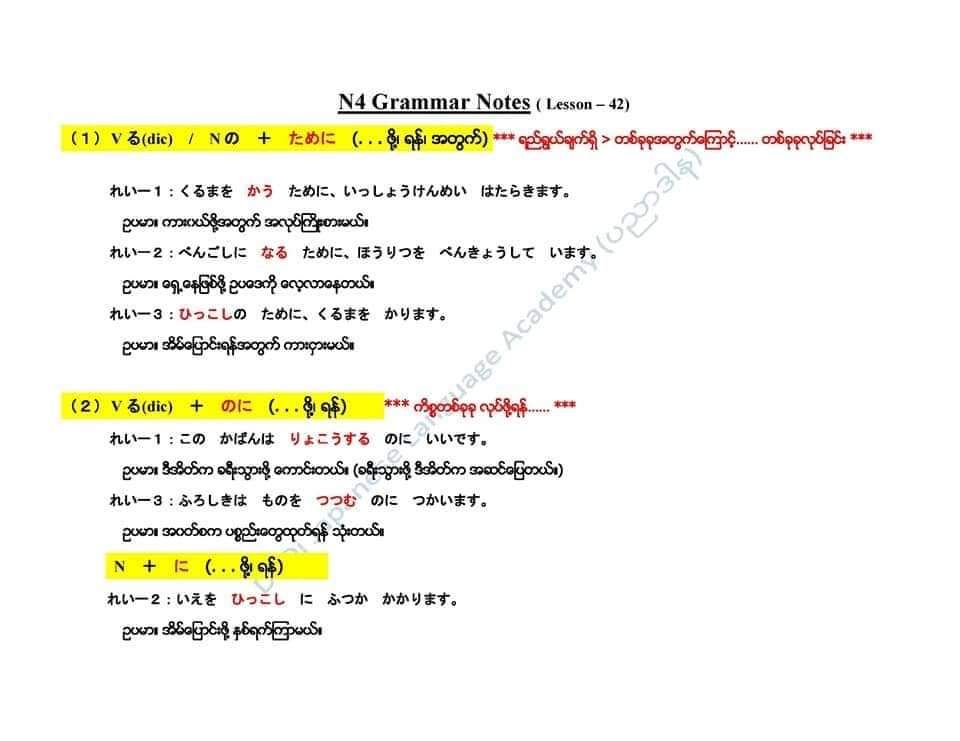 N4 Grammar Notes ( Lesson – 42)
（１）V る(dic) / N の ＋ ために (. . . ဖို့၊ ရန်၊ အတွက်) *** ရည်ရွယ်ချက်ရှိ > တစ်ခုခုအတွက်ကြောင့်...... တစ်ခုခုလုပ်ခြင်း ***
れいー１：くるまを かう ために、いっしょうけんめい はたらきます。
ဥပမာ။ ကားဝယ်ဖို့အတွက် အလုပ်ကြိုးစားမယ်။
れいー２：べんごしに なる ために、ほうりつを べんきょうして います。
ဥပမာ။ ရှေ့နေဖြစ်ဖို့ ဥပဒေကို လေ့လာနေတယ်။
れいー３：ひっこしの ために、くるまを かります。
ဥပမာ။ အိမ်ပြောင်းရန်အတွက် ကားငှားမယ်။
（２）V る(dic) ＋ のに (. . . ဖို့၊ ရန်) *** ကိစ္စတစ်ခုခု လုပ်ဖို့ရန်...... ***
れいー１：この かばんは りょこうする のに いいです。
ဥပမာ။ ဒီအိတ်က ခရီးသွားဖို့ ကောင်းတယ်။ (ခရီးသွားဖို့ ဒီအိတ်က အဆင်ပြေတယ်။)
れいー３：ふろしきは ものを つつむ のに つかいます。
ဥပမာ။ အဝတ်စက ပစ္စည်းတွေထုတ်ရန် သုံးတယ်။
N ＋ に (. . . ဖို့၊ ရန်)
れいー２：いえを ひっこし に ふつか かかります。
ဥပမာ။ အိမ်ပြောင်းဖို့ နှစ်ရက်ကြာမယ်။
Japanese Language Academy (ပညာဒါန)